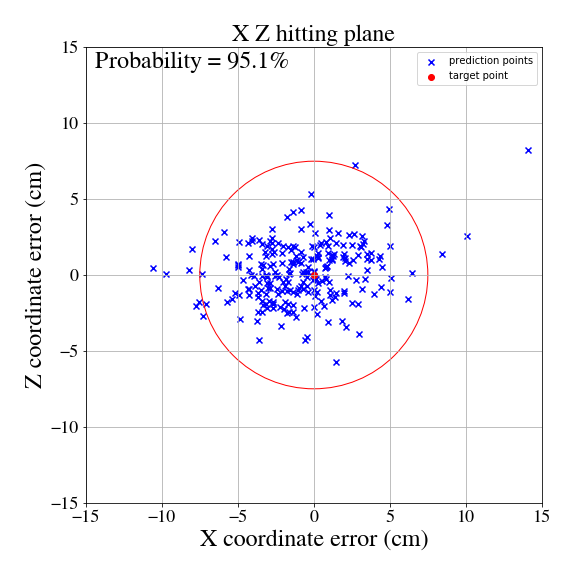 X Z hitting plane
Probability = 95.1%
prediction points
target point
15
10
5
0
−5
−10
−15
Z coordinate error (cm)
−15 −10 −5 0 5 10 15
X coordinate error (cm)